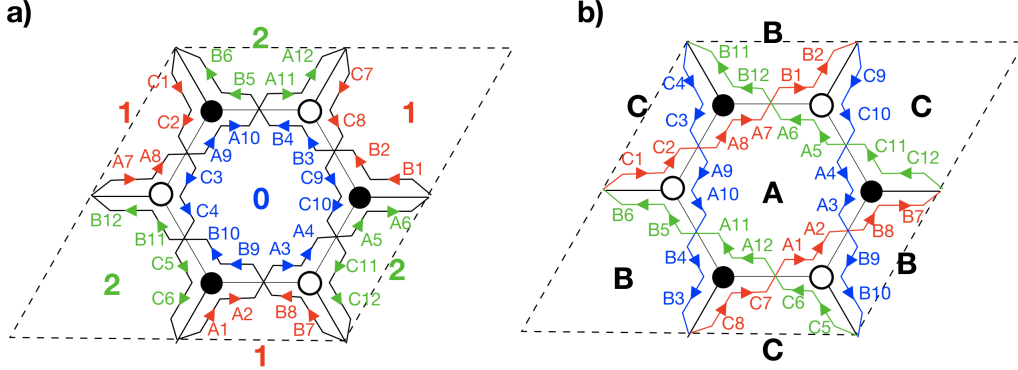 a)
2
B6
A12
C1
B5
A11
C7
1
1
C2
A10
B4
C8
A7
A8
A9
B3
B2
C3
C9
B1
0
C4
C10
B12
A6
B11
B10
A4
A5
B9
A3
2
C5
C11
2
C6
C12
A1
A2
B8
B7
1
b)
B
B11
B2
C4
B12
B1
C9
C
C
C3
A7
A6
C10
C1
C2
A8
A5
C11
C12
A9
A4
A
A10
A3
B6
B7
B5
A11
A2
B8
A12
A1
B
B4
B9
B
B3
C7
C6
B10
C8
C5
C